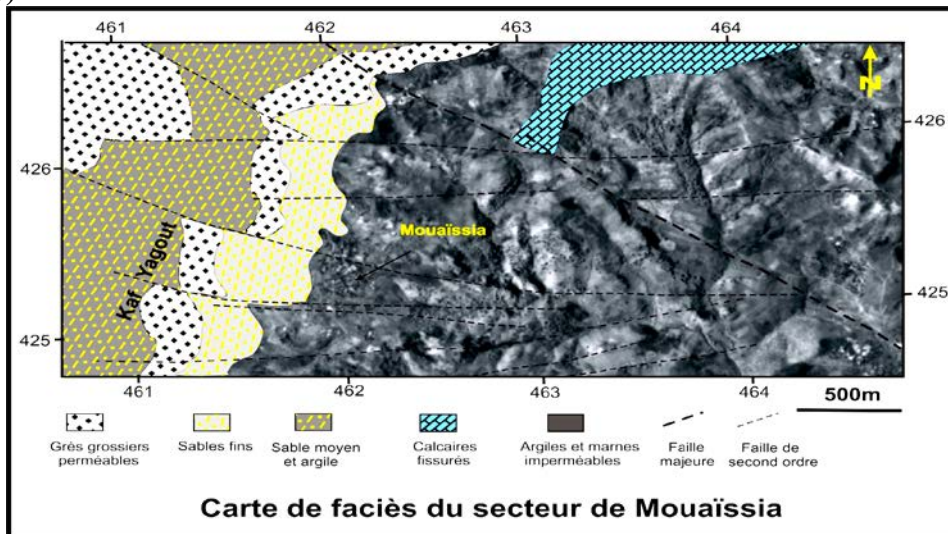 461 462 463 464
N
426
426
Mouaïssia
Kaf Yagout
425
425
461 462 463 464
500m
Grès grossiers perméables
Sables fins
Sable moyen et argile
Calcaires fissurés
Argiles et marnes imperméables
Faille majeure
Faille de second ordre
Carte de faciès du secteur de Mouaïssia